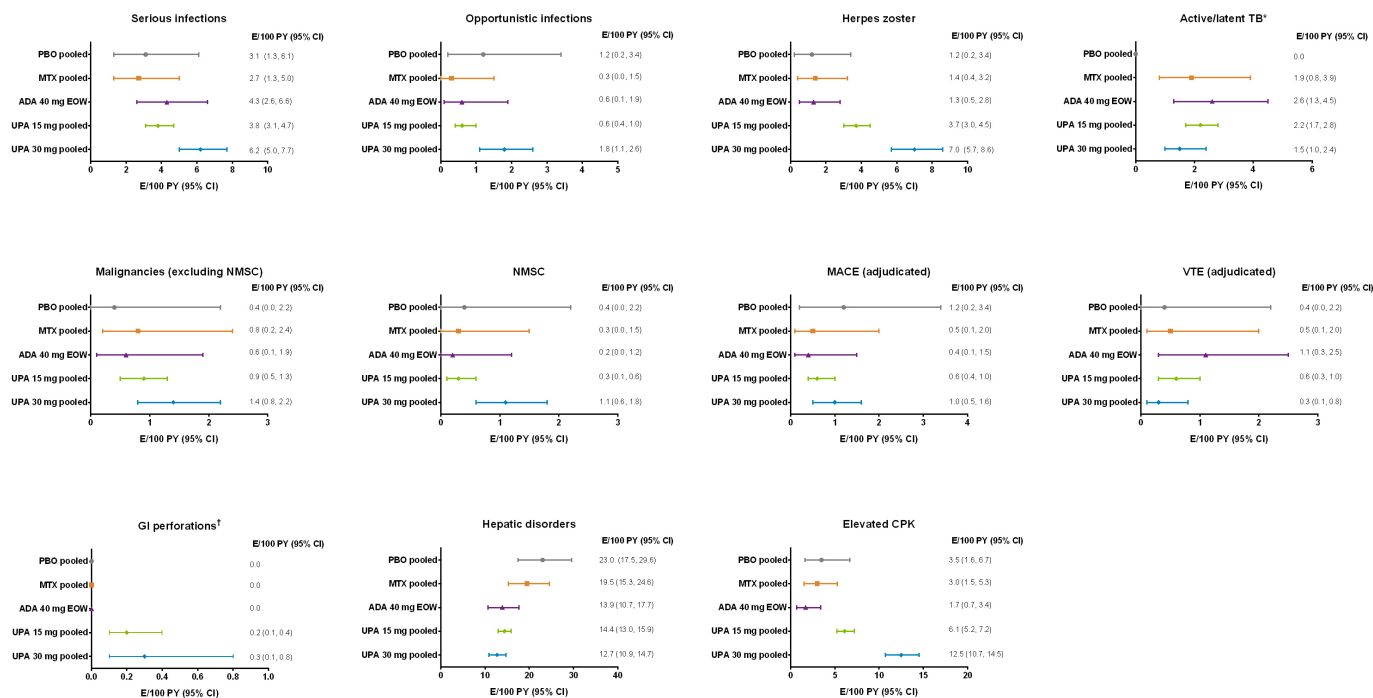 Serious infections
E/100 PY (95% CI)
PBO pooled 3.1 (1.3, 6.1)
MTX pooled 2.7 (1.3, 5.0)
ADA 40 mg EOW 4.3 (2.6, 6.6)
UPA 15 mg pooled 3.8 (3.1, 4.7)
UPA 30 mg pooled 6.2 (5.0, 7.7)
0 2 4 6 8 10
E/100 PY (95% CI)
Opportunistic infections
E/100 PY (95% CI)
PBO pooled 1.2 (0.2, 3.4)
MTX pooled 0.3 (0.0, 1.5)
ADA 40 mg EOW 0.6 (0.1, 1.9)
UPA 15 mg pooled 0.6 (0.4, 1.0)
UPA 30 mg pooled 1.8 (1.1, 2.6)
0 1 2 3 4 5
E/100 PY (95% CI)
Herpes zoster
E/100 PY (95% CI)
PBO pooled 1.2 (0.2, 3.4)
MTX pooled 1.4 (0.4, 3.2)
ADA 40 mg EOW 1.3 (0.5, 2.8)
UPA 15 mg pooled 3.7 (3.0, 4.5)
UPA 30 mg pooled 7.0 (5.7, 8.6)
0 2 4 6 8 10
E/100 PY (95% CI)
Active/latent TB*
E/100 PY (95% CI)
PBO pooled 0.0
MTX pooled 1.9 (0.8, 3.9)
ADA 40 mg EOW 2.6 (1.3, 4.5)
UPA 15 mg pooled 2.2 (1.7, 2.8)
UPA 30 mg pooled 1.5 (1.0, 2.4)
0 2 4 6
E/100 PY (95% CI)
Malignancies (excluding NMSC)
E/100 PY (95% CI)
PBO pooled 0.4 (0.0, 2.2)
MTX pooled 0.8 (0.2, 2.4)
ADA 40 mg EOW 0.6 (0.1, 1.9)
UPA 15 mg pooled 0.9 (0.5, 1.3)
UPA 30 mg pooled 1.4 (0.8, 2.2)
0 1 2 3
E/100 PY (95% CI)
NMSC
E/100 PY (95% CI)
PBO pooled 0.4 (0.0, 2.2)
MTX pooled 0.3 (0.0, 1.5)
ADA 40 mg EOW 0.2 (0.0, 1.2)
UPA 15 mg pooled 0.3 (0.1, 0.6)
UPA 30 mg pooled 1.1 (0.6, 1.8)
0 1 2 3
E/100 PY (95% CI)
MACE (adjudicated)
E/100 PY (95% CI)
PBO pooled 1.2 (0.2, 3.4)
MTX pooled 0.5 (0.1, 2.0)
ADA 40 mg EOW 0.4 (0.1, 1.5)
UPA 15 mg pooled 0.6 (0.4, 1.0)
UPA 30 mg pooled 1.0 (0.5, 1.6)
0 1 2 3 4
E/100 PY (95% CI)
VTE (adjudicated)
E/100 PY (95% CI)
PBO pooled 0.4 (0.0, 2.2)
MTX pooled 0.5 (0.1, 2.0)
ADA 40 mg EOW 1.1 (0.3, 2.5)
UPA 15 mg pooled 0.6 (0.3, 1.0)
UPA 30 mg pooled 0.3 (0.1, 0.8)
0 1 2 3
E/100 PY (95% CI)
GI perforations†
E/100 PY (95% CI)
PBO pooled 0.0
MTX pooled 0.0
ADA 40 mg EOW 0.0
UPA 15 mg pooled 0.2 (0.1, 0.4)
UPA 30 mg pooled 0.3 (0.1, 0.8)
0.0 0.2 0.4 0.6 0.8 1.0
E/100 PY (95% CI)
Hepatic disorders
E/100 PY (95% CI)
PBO pooled 23.0 (17.5, 29.6)
MTX pooled 19.5 (15.3, 24.6)
ADA 40 mg EOW 13.9 (10.7, 17.7)
UPA 15 mg pooled 14.4 (13.0, 15.9)
UPA 30 mg pooled 12.7 (10.9, 14.7)
0 10 20 30 40
E/100 PY (95% CI)
Elevated CPK
E/100 PY (95% CI)
PBO pooled 3.5 (1.6, 6.7)
MTX pooled 3.0 (1.5, 5.3)
ADA 40 mg EOW 1.7 (0.7, 3.4)
UPA 15 mg pooled 6.1 (5.2, 7.2)
UPA 30 mg pooled 12.5 (10.7, 14.5)
0 5 10 15 20
E/100 PY (95% CI)